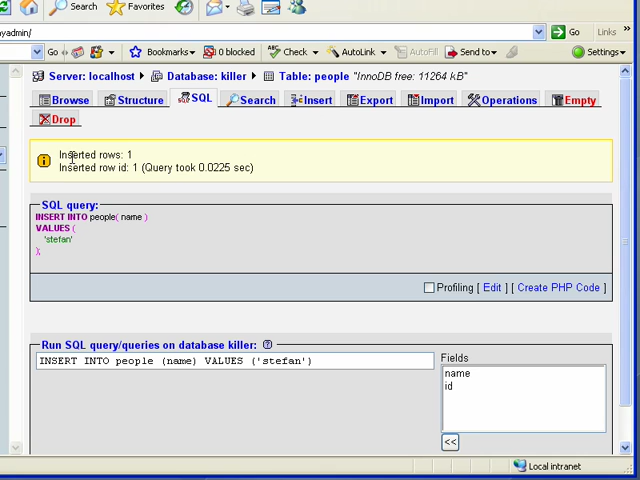 Search Favorites
yadmin/
Go Links »
Go Bookmarks 0 blocked Check AutoLink AutoFill Send to Settings
Server: localhost Database: killer Table: people "InnoDB free: 11264 kB"
Browse Structure SQL Search Insert Export Import Operations Empty
Drop
Inserted rows: 1
Inserted row id: 1 (Query took 0.0225 sec)
SQL query:
INSERT INTO people( name )
VALUES (
'stefan'
);
Profiling [ Edit ] [ Create PHP Code ]
Run SQL query/queries on database killer:
INSERT INTO people (name) VALUES ('stefan')
Fields
name
id
<<
Local intranet